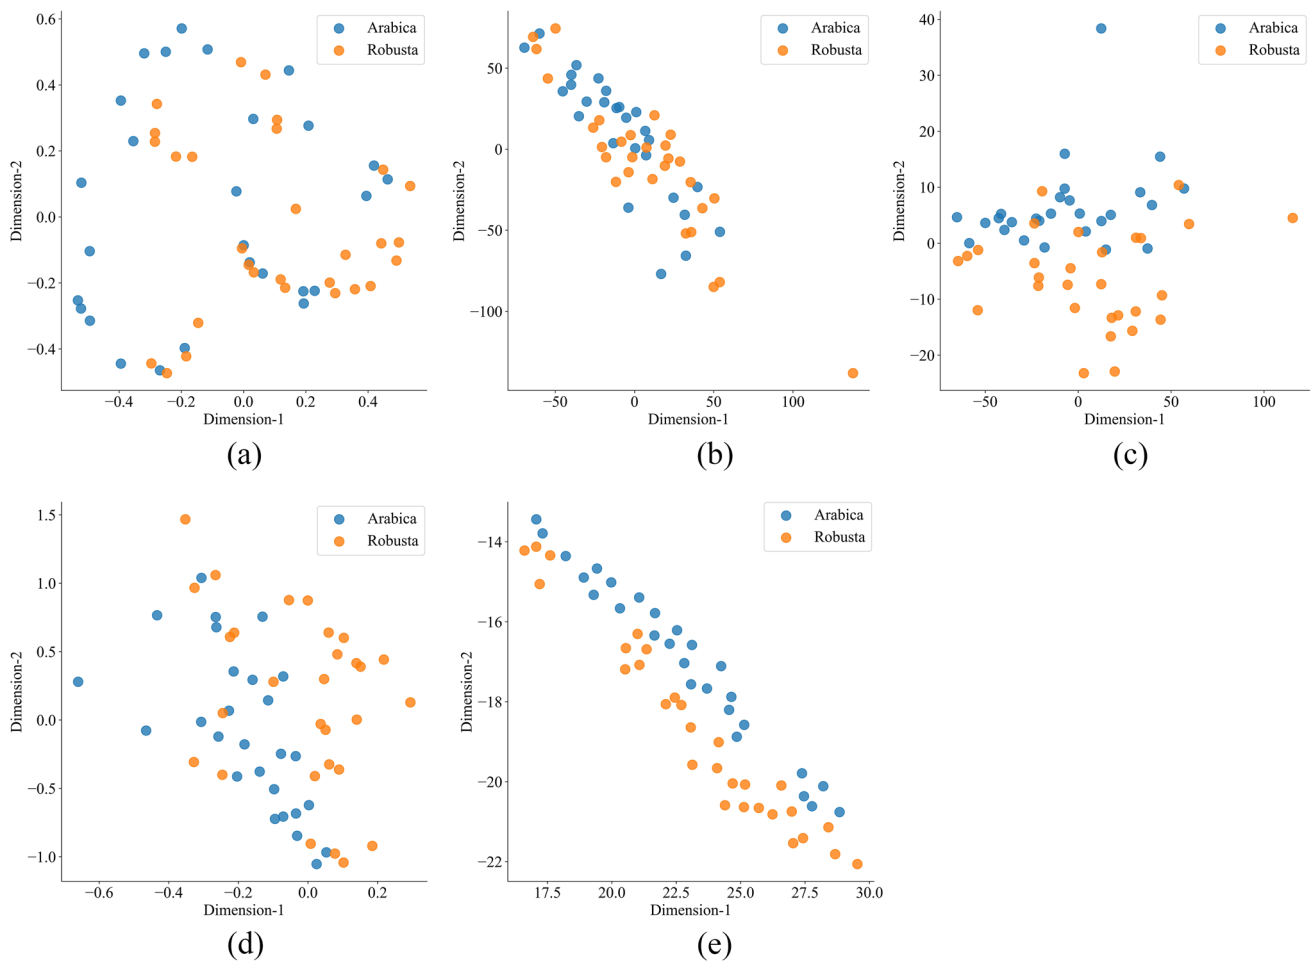 0.6
0.4
0.2
0.0
−0.2
−0.4
Dimension-2
Arabica
Robusta
−0.4
−0.2
0.0
0.2
0.4
Dimension-1
(a)
50
0
−50
−100
Dimension-2
Arabica
Robusta
−50
0
50
100
Dimension-1
(b)
40
30
20
10
0
−10
−20
Dimension-2
Arabica
Robusta
−50
0
50
100
Dimension-1
(c)
1.5
1.0
0.5
0.0
−0.5
−1.0
Dimension-2
Arabica
Robusta
−0.6
−0.4
−0.2
0.0
0.2
Dimension-1
(d)
−14
−16
−18
−20
−22
Dimension-2
Arabica
Robusta
17.5
20.0
22.5
25.0
27.5
30.0
Dimension-1
(e)